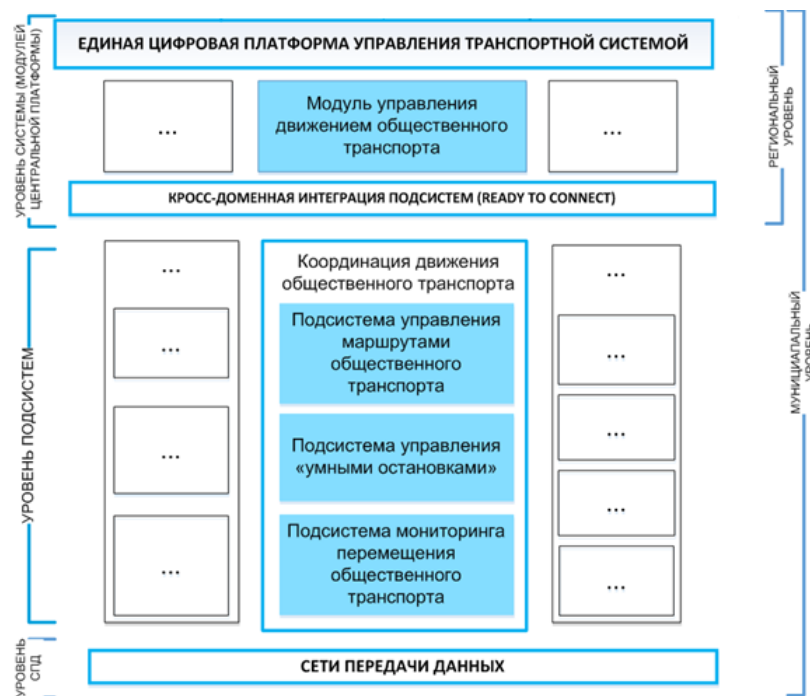 ЕДИНАЯ ЦИФРОВАЯ ПЛАТФОРМА УПРАВЛЕНИЯ ТРАНСПОРТНОЙ СИСТЕМОЙ
УРОВЕНЬ СИСТЕМЫ (МОДУЛЕЙ
ЦЕНТРАЛЬНОЙ ПЛАТФОРМЫ)
...
Модуль управления
движением общественного
транспорта
...
РЕГИОНАЛЬНЫЙ
УРОВЕНЬ
КРОСС-ДОМЕННАЯ ИНТЕГРАЦИЯ ПОДСИСТЕМ (READY TO CONNECT)
УРОВЕНЬ ПОДСИСТЕМ
...
...
...
...
Координация движения
общественного транспорта
Подсистема управления
маршрутами
общественного
транспорта
Подсистема управления
«умными остановками»
Подсистема мониторинга
перемещения
общественного
транспорта
...
...
...
...
...
МУНИЦИАПАЛЬНЫЙ
УРОВЕНЬ
УРОВЕНЬ
СПД
СЕТИ ПЕРЕДАЧИ ДАННЫХ